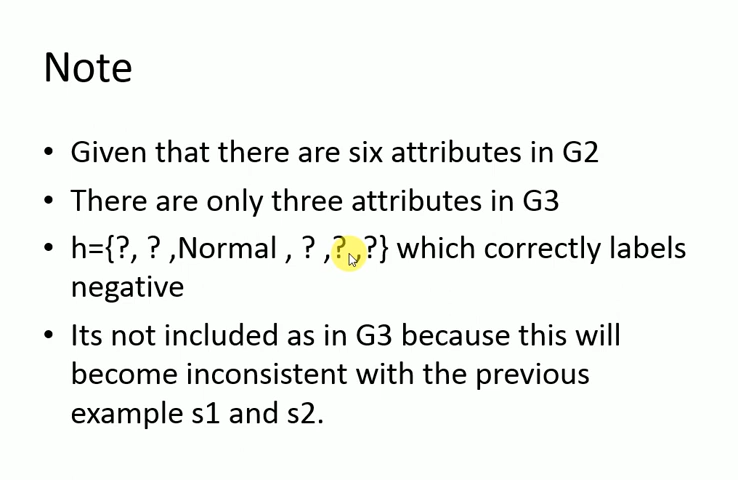 Note
• Given that there are six attributes in G2
• There are only three attributes in G3
• h={?, ? ,Normal , ? ,? ,?} which correctly labels
negative
• Its not included as in G3 because this will
become inconsistent with the previous
example s1 and s2.